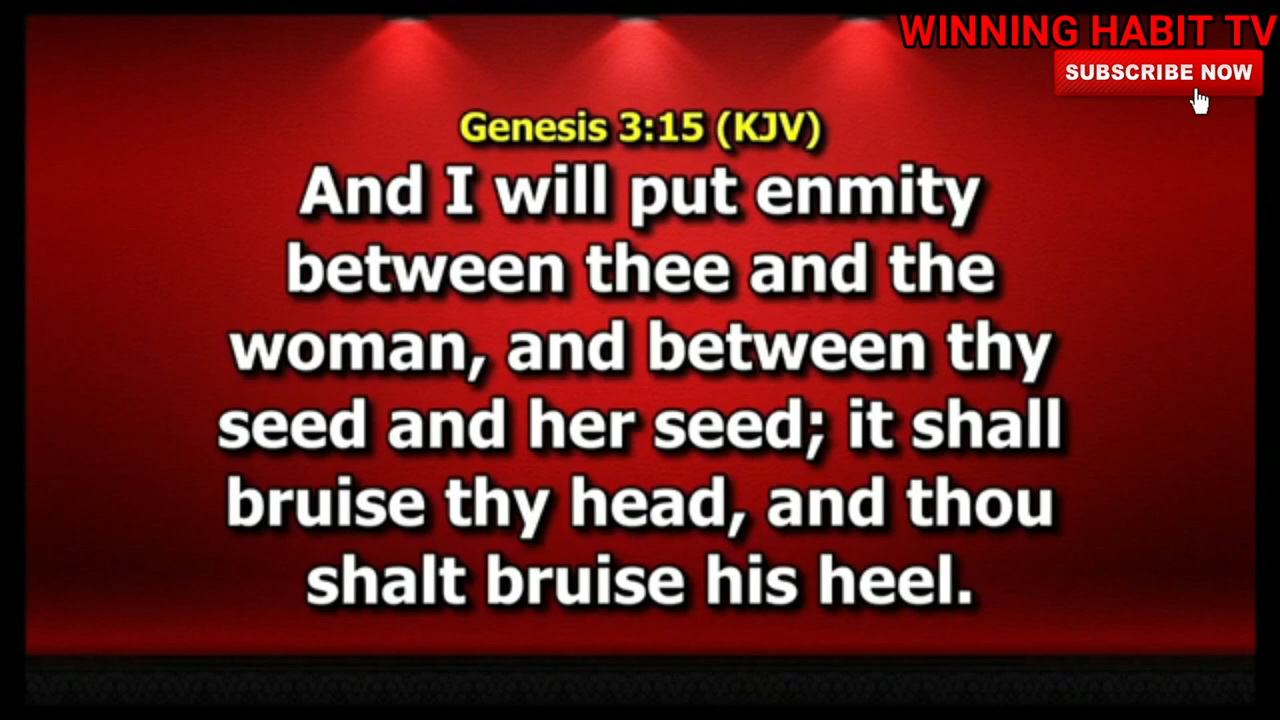 WINNING HABIT TV
SUBSCRIBE NOW
Genesis 3:15 (KJV)
And I will put enmity
between thee and the
woman, and between thy
seed and her seed; it shall
bruise thy head, and thou
shalt bruise his heel.